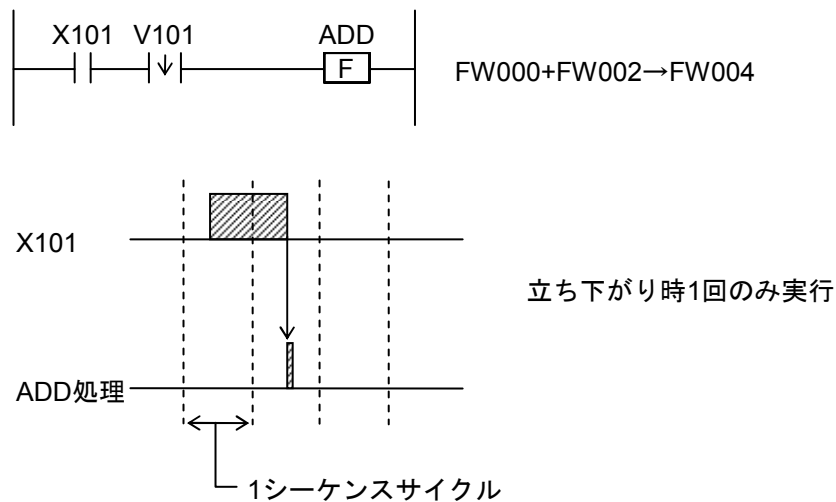 X101 V101 ADD
F FW000+FW002→FW004
X101
立ち下がり時1回のみ実行
ADD処理
1シーケンスサイクル